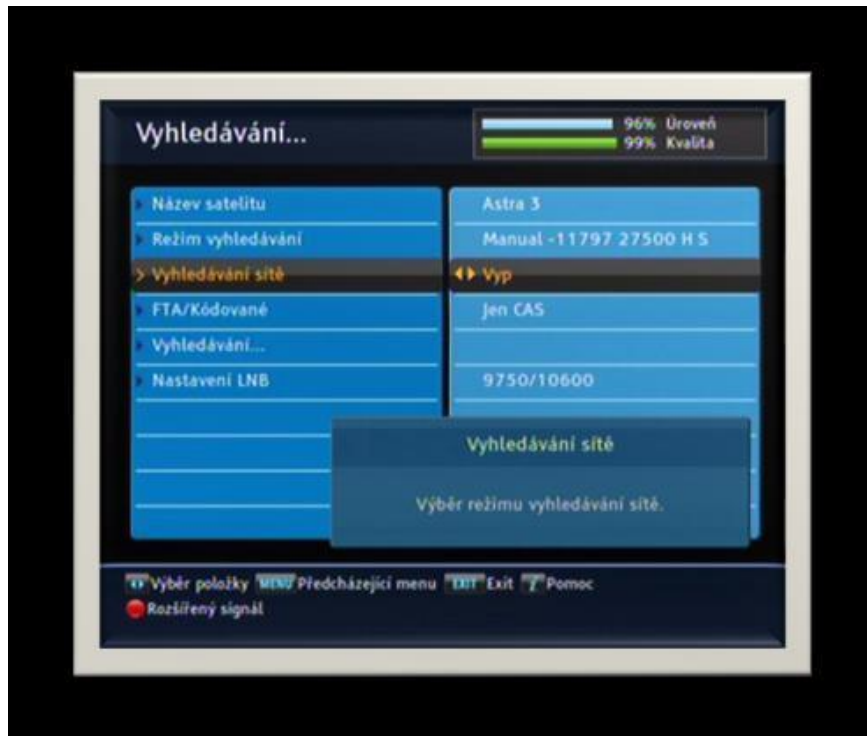 Vyhledávání...
96% Úroveň
99% Kvalita
Název satelitu Astra 3
Režim vyhledávání Manual -11797 27500 H S
> Vyhledávání sítě Vyp
FTA/Kódované Jen CAS
Vyhledávání...
Nastavení LNB 9750/10600
Vyhledávání sítě
Výběr režimu vyhledávání sítě.
Výběr položky MENU Předcházející menu EXIT Exit ? Pomoc
Rozšířený signál